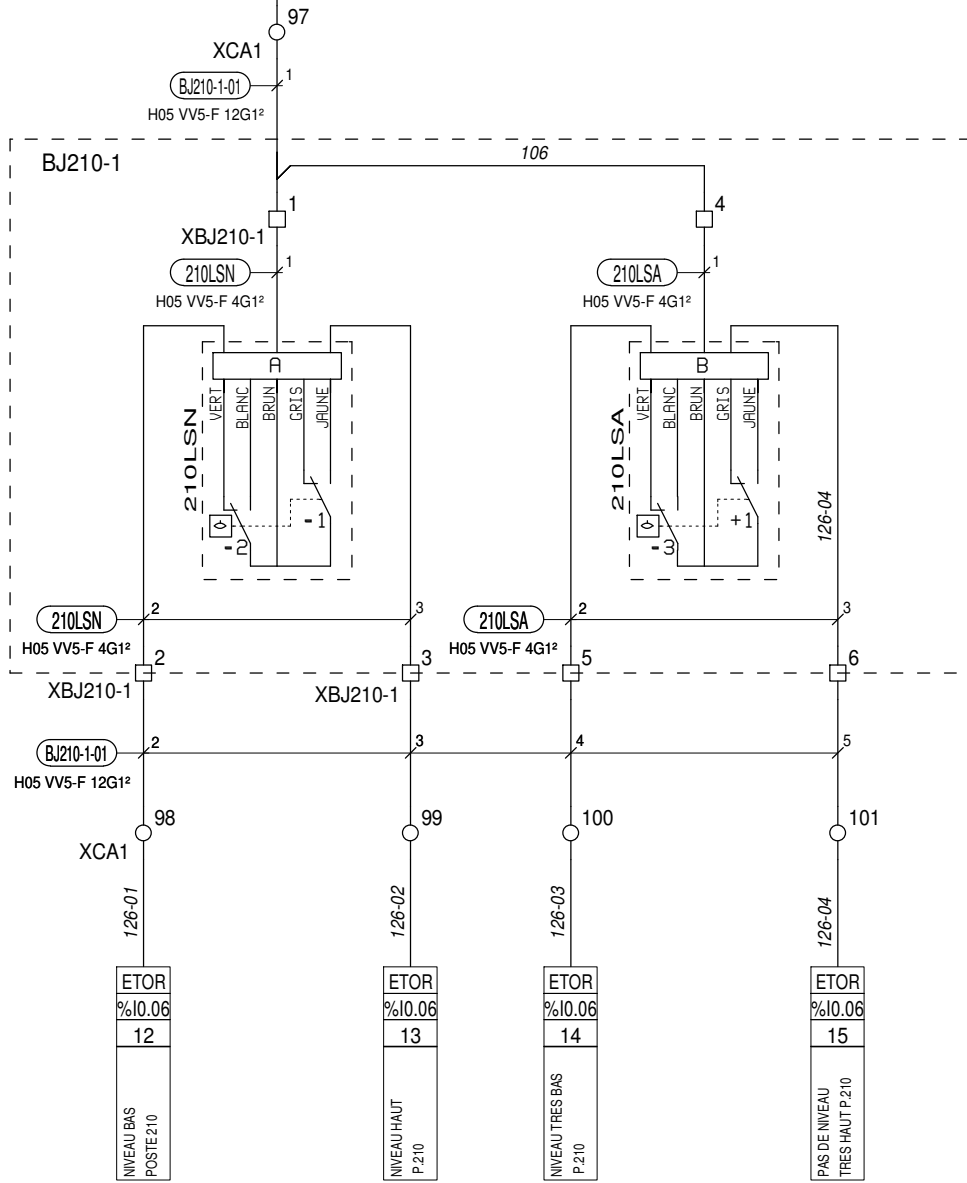 97
XCA1
BJ210-1-01
1
H05 VV5-F 12G1²
BJ210-1
106
1
4
XBJ210-1
210LSN
1
210LSA
1
H05 VV5-F 4G1²
H05 VV5-F 4G1²
A
B
VERT
BLANC
BRUN
GRIS
JAUNE
VERT
BLANC
BRUN
GRIS
JAUNE
210LSN
210LSA
-1
-2
+1
-3
126-04
210LSN
2
3
210LSA
2
3
H05 VV5-F 4G1²
H05 VV5-F 4G1²
2
3
5
6
XBJ210-1
XBJ210-1
BJ210-1-01
2
3
4
5
H05 VV5-F 12G1²
98
99
100
101
XCA1
126-01
126-02
126-03
126-04
ETOR
%I0.06
12
NIVEAU BAS
POSTE 210
ETOR
%I0.06
13
NIVEAU HAUT
P.210
ETOR
%I0.06
14
NIVEAU TRES BAS
P.210
ETOR
%I0.06
15
PAS DE NIVEAU
TRES HAUT P.210